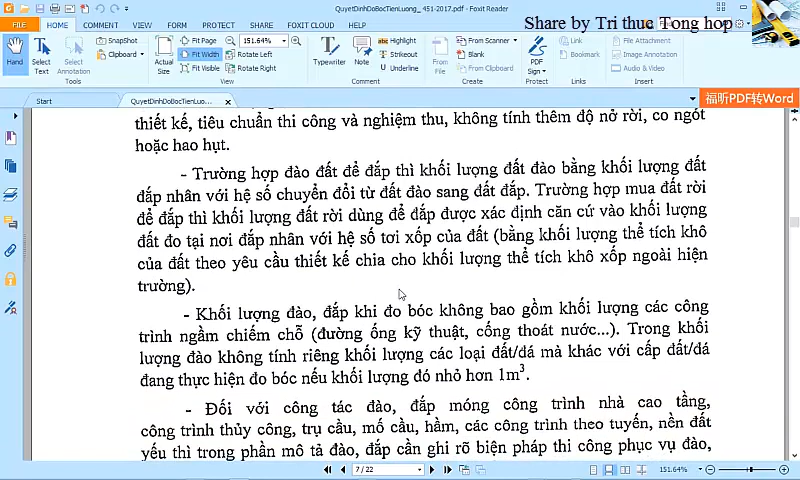 QuyetDinhDoBocTienLuong_ 451-2017.pdf - Foxit Reader
Share by Tri thuc Tong hop
FILE HOME COMMENT VIEW FORM PROTECT SHARE FOXIT CLOUD HELP
Hand
Select Text
Select Annotation
SnapShot
Clipboard
Tools
Actual Size
Fit Page
Fit Width
Fit Visible
151.64%
Rotate Left
Rotate Right
View
Typewriter
Note
Highlight
Strikeout
Underline
Comment
From File
From Scanner
Blank
From Clipboard
Create
PDF Sign
Protect
Link
Bookmark
Links
File Attachment
Image Annotation
Audio & Video
Insert
Start
QuyetDinhDoBocTienLuo...
福昕PDF转Word
thiết kế, tiêu chuẩn thi công và nghiệm thu, không tính thêm độ nở rời, co ngót
hoặc hao hụt.
- Trường hợp đào đất để đắp thì khối lượng đất đào bằng khối lượng đất
đắp nhân với hệ số chuyển đổi từ đất đào sang đất đắp. Trường hợp mua đất rời
để đắp thì khối lượng đất rời dùng để đắp được xác định căn cứ vào khối lượng
đất đo tại nơi đắp nhân với hệ số tơi xốp của đất (bằng khối lượng thể tích khô
của đất theo yêu cầu thiết kế chia cho khối lượng thể tích khô xốp ngoài hiện
trường).
- Khối lượng đào, đắp khi đo bóc không bao gồm khối lượng các công
trình ngầm chiếm chỗ (đường ống kỹ thuật, cống thoát nước...). Trong khối
lượng đào không tính riêng khối lượng các loại đất/đá mà khác với cấp đất/đá
đang thực hiện đo bóc nếu khối lượng đó nhỏ hơn 1m³.
- Đối với công tác đào, đắp móng công trình nhà cao tầng,
công trình thủy công, trụ cầu, mố cầu, hầm, các công trình theo tuyến, nền đất
yếu thì trong phần mô tả đào, đắp cần ghi rõ biện pháp thi công phục vụ đào,
7 / 22
151.64%